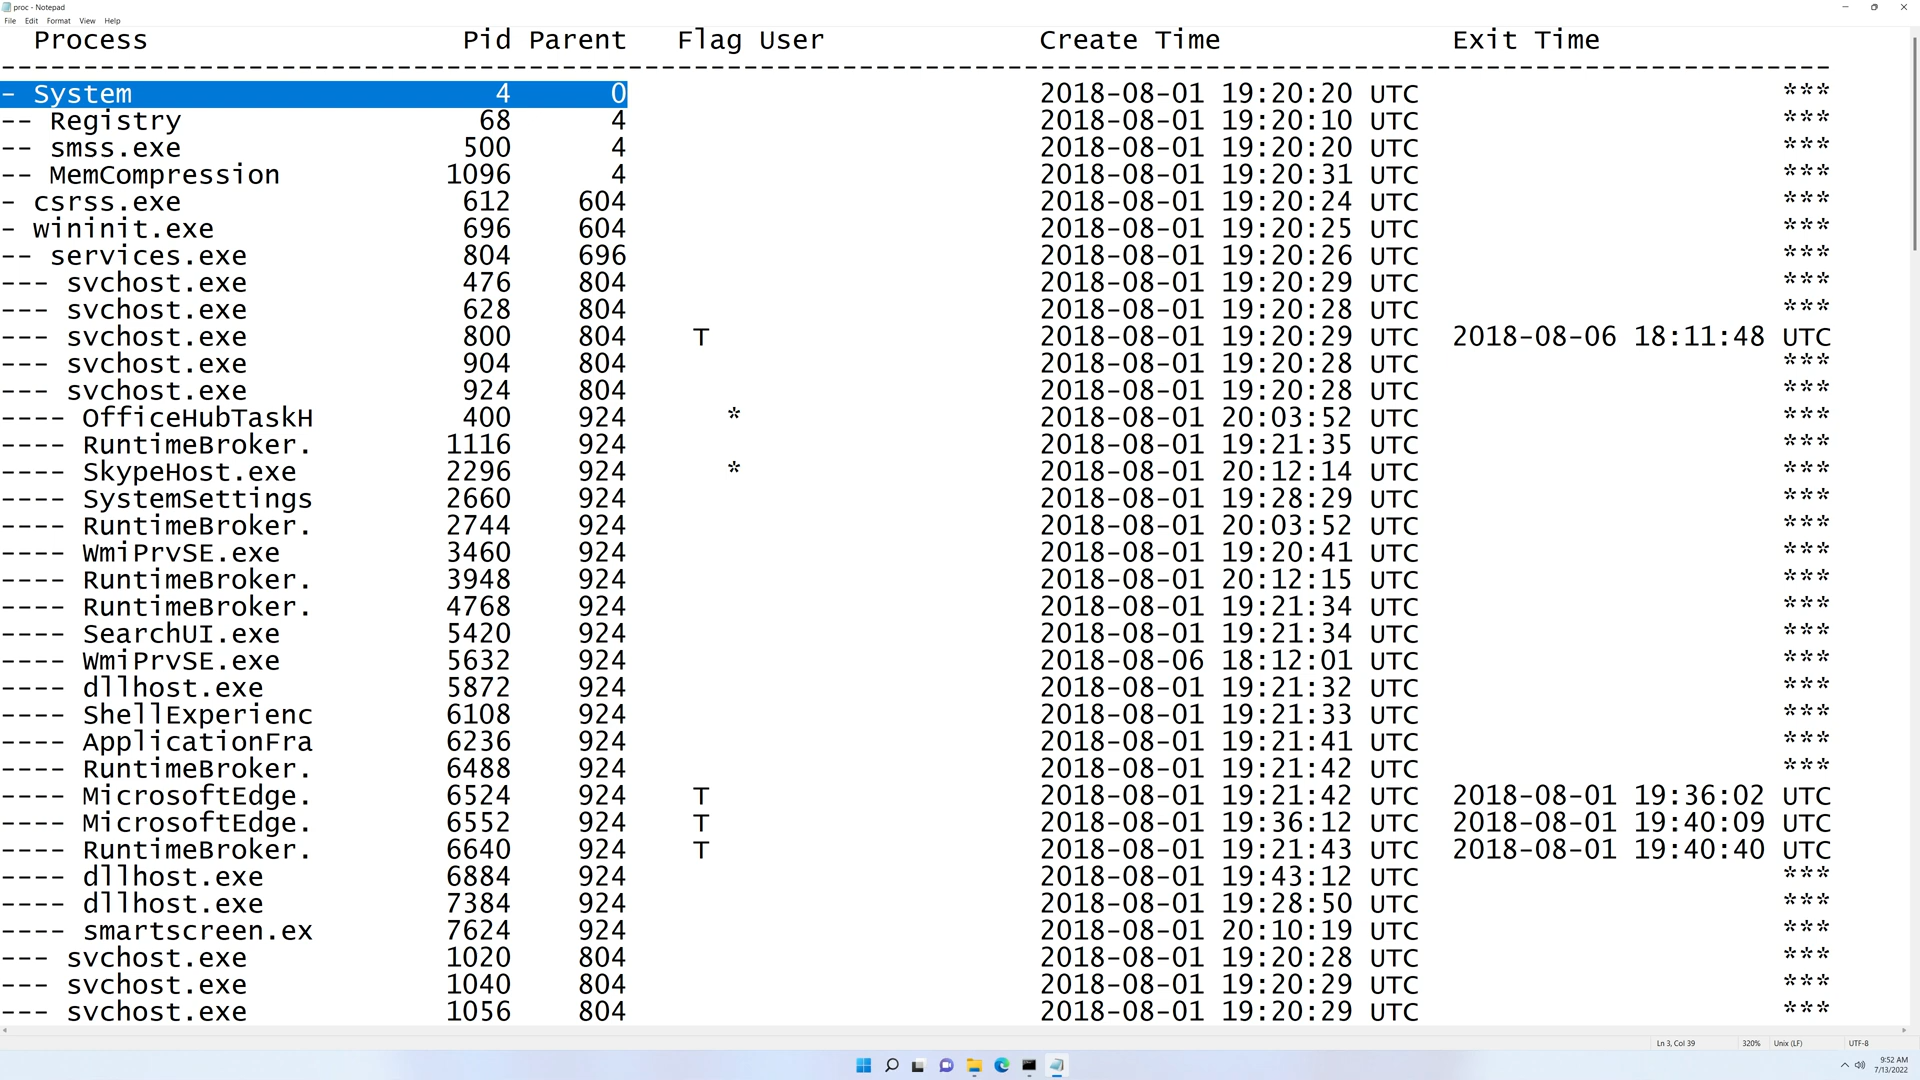 proc - Notepad
File Edit Format View Help
Process Pid Parent Flag User Create Time Exit Time
--------------------------------------------------------------------------------------------------------------
- System 4 0 2018-08-01 19:20:20 UTC ***
-- Registry 68 4 2018-08-01 19:20:10 UTC ***
-- smss.exe 500 4 2018-08-01 19:20:20 UTC ***
-- MemCompression 1096 4 2018-08-01 19:20:31 UTC ***
- csrss.exe 612 604 2018-08-01 19:20:24 UTC ***
- wininit.exe 696 604 2018-08-01 19:20:25 UTC ***
-- services.exe 804 696 2018-08-01 19:20:26 UTC ***
--- svchost.exe 476 804 2018-08-01 19:20:29 UTC ***
--- svchost.exe 628 804 2018-08-01 19:20:28 UTC ***
--- svchost.exe 800 804 T 2018-08-01 19:20:29 UTC 2018-08-06 18:11:48 UTC
--- svchost.exe 904 804 2018-08-01 19:20:28 UTC ***
--- svchost.exe 924 804 2018-08-01 19:20:28 UTC ***
---- OfficeHubTaskH 400 924 * 2018-08-01 20:03:52 UTC ***
---- RuntimeBroker. 1116 924 2018-08-01 19:21:35 UTC ***
---- SkypeHost.exe 2296 924 * 2018-08-01 20:12:14 UTC ***
---- SystemSettings 2660 924 2018-08-01 19:28:29 UTC ***
---- RuntimeBroker. 2744 924 2018-08-01 20:03:52 UTC ***
---- WmiPrvSE.exe 3460 924 2018-08-01 19:20:41 UTC ***
---- RuntimeBroker. 3948 924 2018-08-01 20:12:15 UTC ***
---- RuntimeBroker. 4768 924 2018-08-01 19:21:34 UTC ***
---- SearchUI.exe 5420 924 2018-08-01 19:21:34 UTC ***
---- WmiPrvSE.exe 5632 924 2018-08-06 18:12:01 UTC ***
---- dllhost.exe 5872 924 2018-08-01 19:21:32 UTC ***
---- ShellExperienc 6108 924 2018-08-01 19:21:33 UTC ***
---- ApplicationFra 6236 924 2018-08-01 19:21:41 UTC ***
---- RuntimeBroker. 6488 924 2018-08-01 19:21:42 UTC ***
---- MicrosoftEdge. 6524 924 T 2018-08-01 19:21:42 UTC 2018-08-01 19:36:02 UTC
---- MicrosoftEdge. 6552 924 T 2018-08-01 19:36:12 UTC 2018-08-01 19:40:09 UTC
---- RuntimeBroker. 6640 924 T 2018-08-01 19:21:43 UTC 2018-08-01 19:40:40 UTC
---- dllhost.exe 6884 924 2018-08-01 19:43:12 UTC ***
---- dllhost.exe 7384 924 2018-08-01 19:28:50 UTC ***
---- smartscreen.ex 7624 924 2018-08-01 20:10:19 UTC ***
--- svchost.exe 1020 804 2018-08-01 19:20:28 UTC ***
--- svchost.exe 1040 804 2018-08-01 19:20:29 UTC ***
--- svchost.exe 1056 804 2018-08-01 19:20:29 UTC ***
Ln 3, Col 39 320% Unix (LF) UTF-8
9:52 AM
7/13/2022